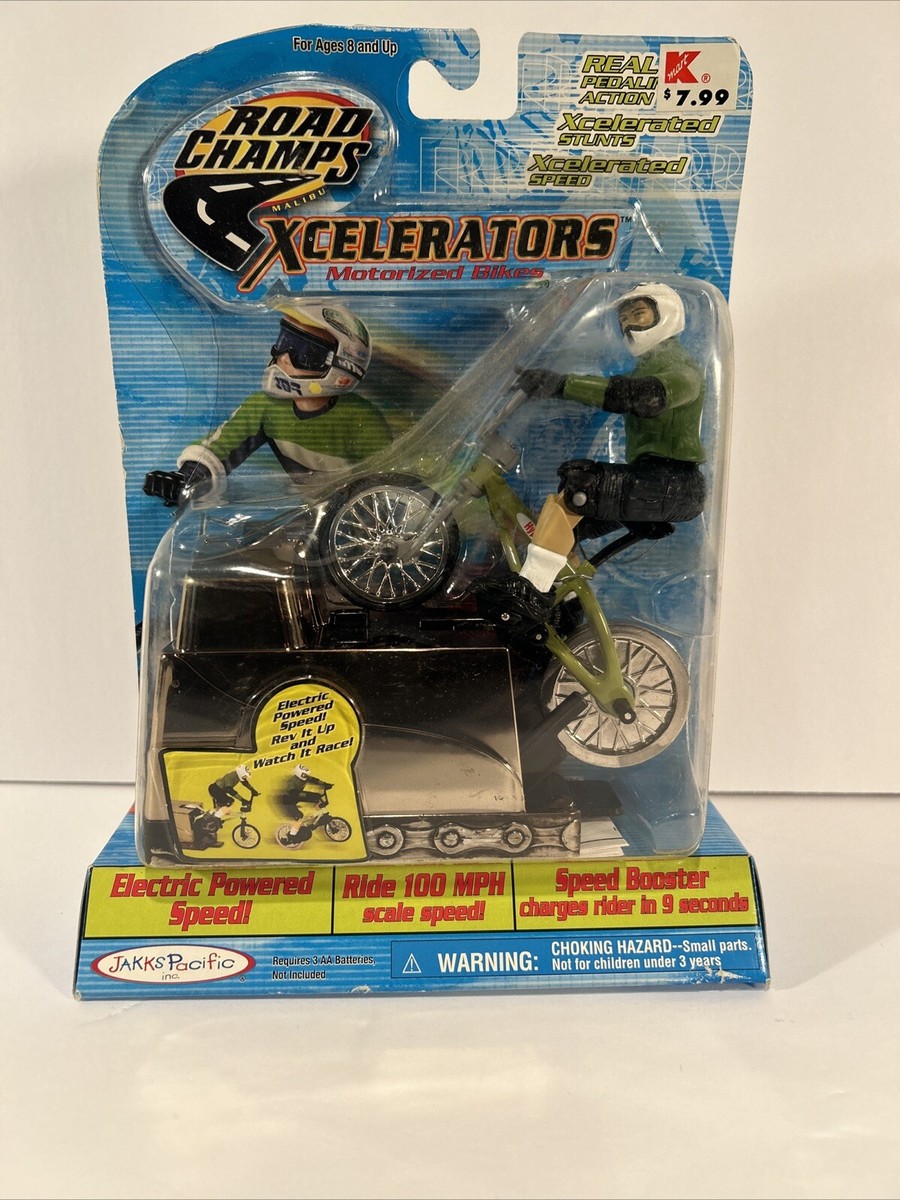 For Ages 8 and Up
REAL
PEDALI
ACTION
K
mart
®
$7.99
Xcelerated
STUNTS
Xcelerated
SPEED
ROAD
CHAMPS
MALIBU
XCELERATORS™
Motorized Bikes
Electric
Powered
Speed!
Rev It Up
and
Watch It Race!
Electric Powered
Speed!
Ride 100 MPH
scale speed!
Speed Booster
charges rider in 9 seconds
JAKKS Pacific
inc.
®
Requires 3 AA Batteries,
Not Included
WARNING:
CHOKING HAZARD--Small parts.
Not for children under 3 years